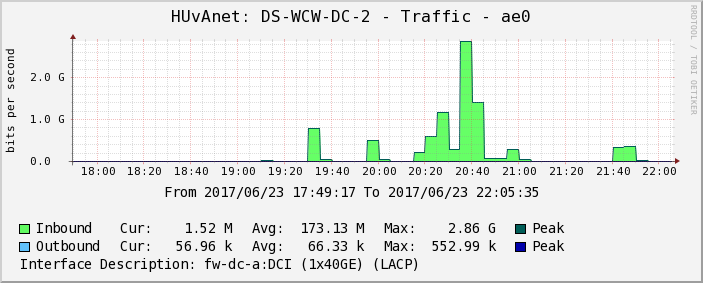 HUvAnet: DS-WCW-DC-2 - Traffic - ae0
RRDTOOL / TOBI OETIKER
bits per second
2.0 G
1.0 G
0.0
18:00 18:20 18:40 19:00 19:20 19:40 20:00 20:20 20:40 21:00 21:20 21:40 22:00
From 2017/06/23 17:49:17 To 2017/06/23 22:05:35
Inbound Cur: 1.52 M Avg: 173.13 M Max: 2.86 G Peak
Outbound Cur: 56.96 k Avg: 66.33 k Max: 552.99 k Peak
Interface Description: fw-dc-a:DCI (1x40GE) (LACP)